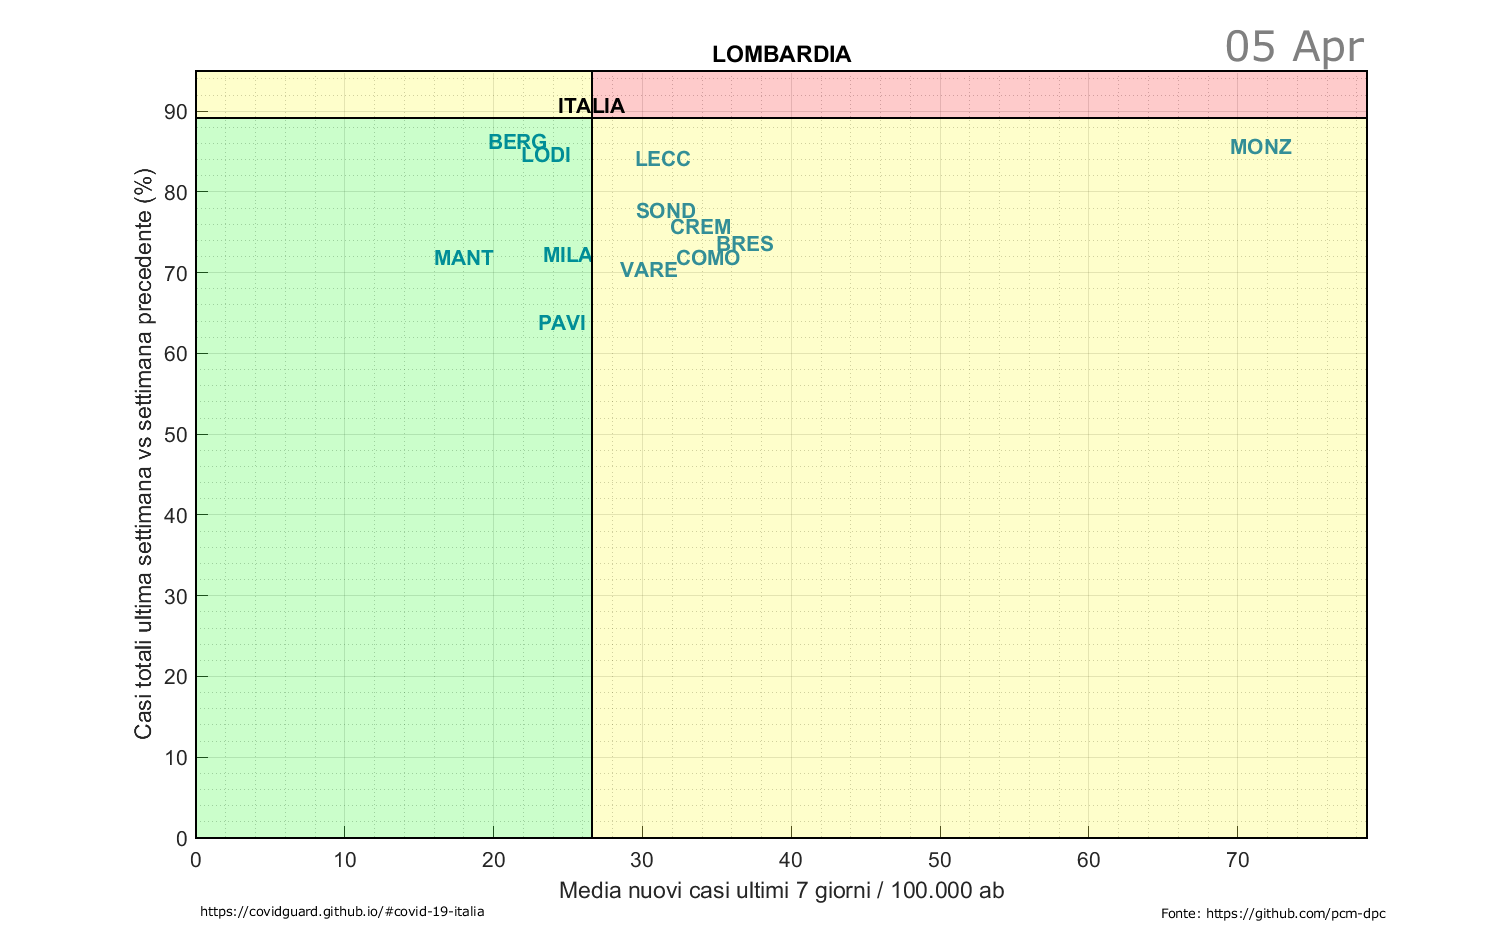 05 Apr
LOMBARDIA
ITALIA
BERG
LODI
LECC
MONZ
SOND
CREM
BRES
MANT
MILA
COMO
VARE
PAVI
Casi totali ultima settimana vs settimana precedente (%)
90
80
70
60
50
40
30
20
10
0
0 10 20 30 40 50 60 70
Media nuovi casi ultimi 7 giorni / 100.000 ab
https://covidguard.github.io/#covid-19-italia
Fonte: https://github.com/pcm-dpc